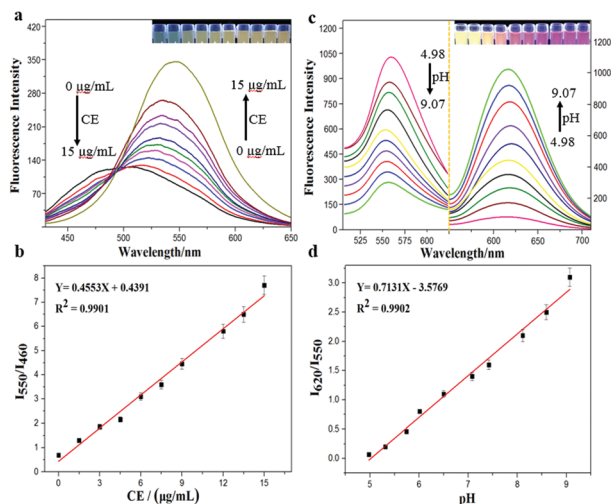 a
420
350
280
210
140
70
Fluorescence Intensity
0 µg/mL
CE
15 µg/mL
15 µg/mL
CE
0 µg/mL
450
500
550
600
650
Wavelength/nm
c
1200
1050
900
750
600
450
300
150
0
Fluorescence Intensity
4.98
pH
9.07
9.07
pH
4.98
1200
1000
800
600
400
200
0
525
550
575
600
650
700
Wavelength/nm
b
8
7
6
5
4
3
2
1
0
I550/I460
Y= 0.4553X + 0.4391
R² = 0.9901
0
3
6
9
12
15
CE / (µg/mL)
d
3.0
2.5
2.0
1.5
1.0
0.5
0.0
I620/I550
Y= 0.7131X - 3.5769
R² = 0.9902
4
5
6
7
8
9
pH